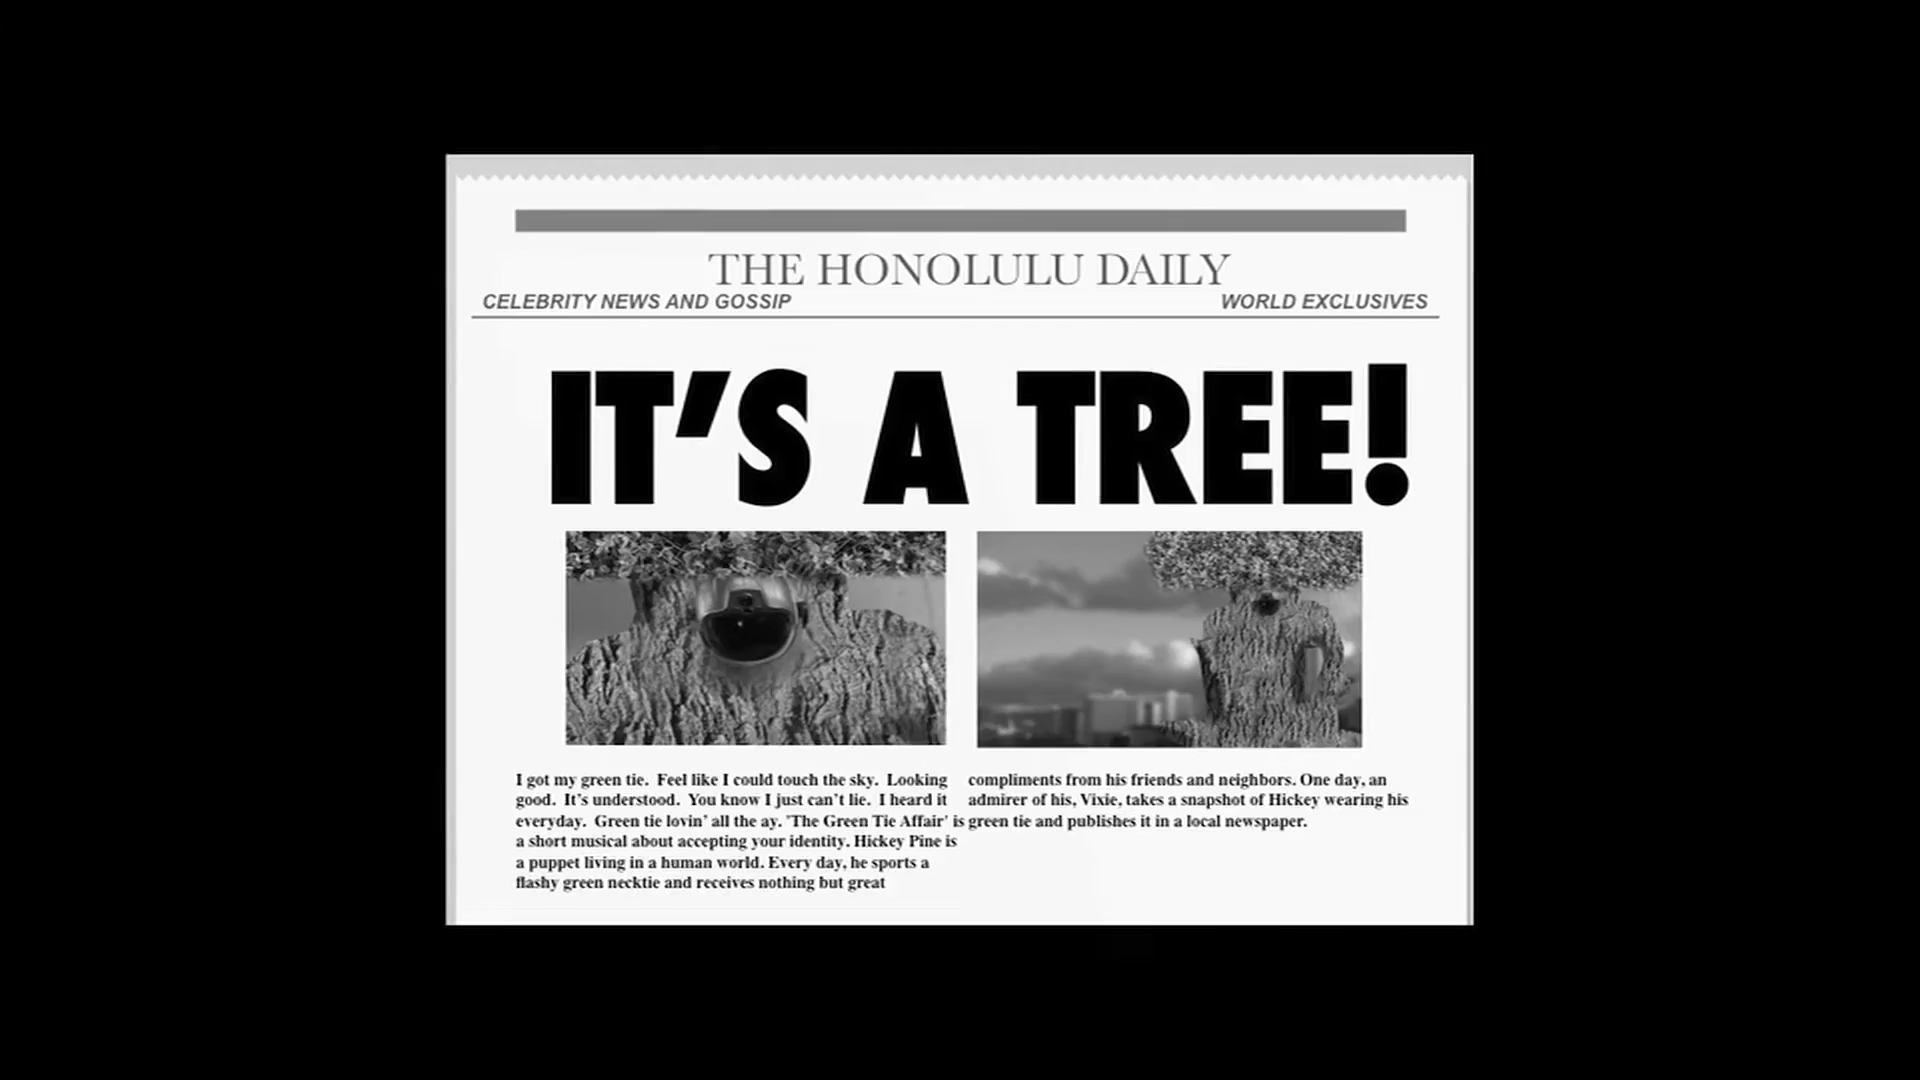 THE HONOLULU DAILY
CELEBRITY NEWS AND GOSSIP
WORLD EXCLUSIVES
IT'S A TREE!
I got my green tie.  Feel like I could touch the sky.  Looking
good.  It's understood.  You know I just can't lie.  I heard it
everyday.  Green tie lovin' all the ay. 'The Green Tie Affair' is
a short musical about accepting your identity. Hickey Pine is
a puppet living in a human world. Every day, he sports a
flashy green necktie and receives nothing but great
compliments from his friends and neighbors. One day, an
admirer of his, Vixie, takes a snapshot of Hickey wearing his
green tie and publishes it in a local newspaper.